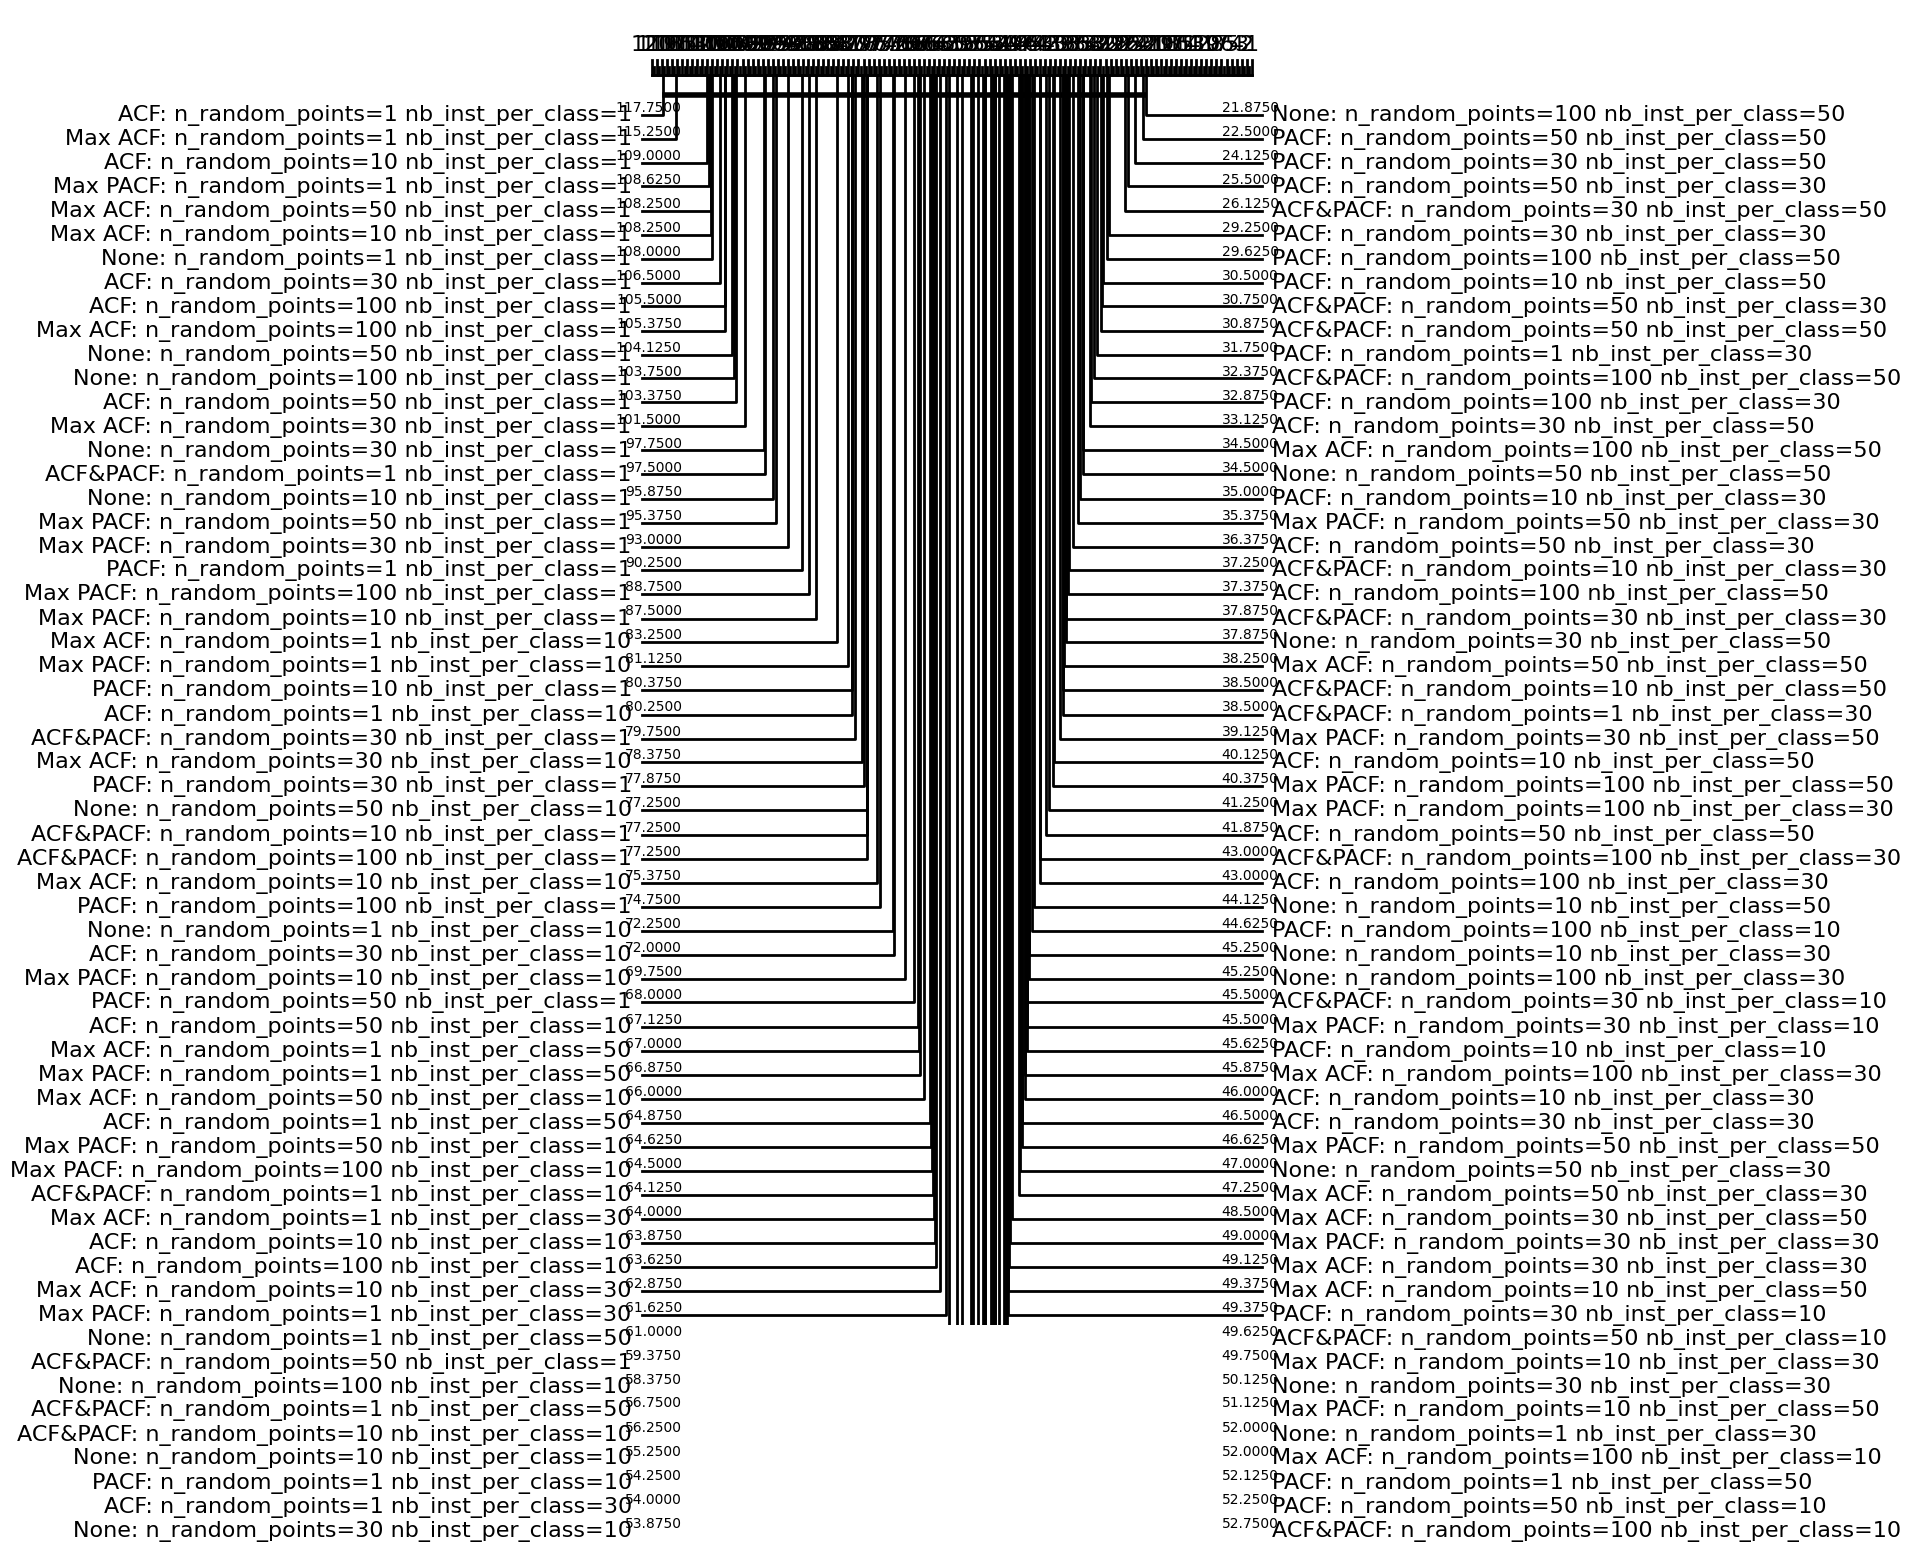 ACF: n_random_points=1 nb_inst_per_class=1 117.7500 21.8750 None: n_random_points=100 nb_inst_per_class=50
Max ACF: n_random_points=1 nb_inst_per_class=1 115.2500 22.5000 PACF: n_random_points=50 nb_inst_per_class=50
ACF: n_random_points=10 nb_inst_per_class=1 109.0000 24.1250 PACF: n_random_points=30 nb_inst_per_class=50
Max PACF: n_random_points=1 nb_inst_per_class=1 108.6250 25.5000 PACF: n_random_points=50 nb_inst_per_class=30
Max ACF: n_random_points=50 nb_inst_per_class=1 108.2500 26.1250 ACF&PACF: n_random_points=30 nb_inst_per_class=50
Max ACF: n_random_points=10 nb_inst_per_class=1 108.2500 29.2500 PACF: n_random_points=30 nb_inst_per_class=30
None: n_random_points=1 nb_inst_per_class=1 108.0000 29.6250 PACF: n_random_points=100 nb_inst_per_class=50
ACF: n_random_points=30 nb_inst_per_class=1 106.5000 30.5000 PACF: n_random_points=10 nb_inst_per_class=50
ACF: n_random_points=100 nb_inst_per_class=1 105.5000 30.7500 ACF&PACF: n_random_points=50 nb_inst_per_class=30
Max ACF: n_random_points=100 nb_inst_per_class=1 105.3750 30.8750 ACF&PACF: n_random_points=50 nb_inst_per_class=50
None: n_random_points=50 nb_inst_per_class=1 104.1250 31.7500 PACF: n_random_points=1 nb_inst_per_class=30
None: n_random_points=100 nb_inst_per_class=1 103.7500 32.3750 ACF&PACF: n_random_points=100 nb_inst_per_class=50
ACF: n_random_points=50 nb_inst_per_class=1 103.3750 32.8750 PACF: n_random_points=100 nb_inst_per_class=30
Max ACF: n_random_points=30 nb_inst_per_class=1 101.5000 33.1250 ACF: n_random_points=30 nb_inst_per_class=50
None: n_random_points=30 nb_inst_per_class=1 97.7500 34.5000 Max ACF: n_random_points=100 nb_inst_per_class=50
ACF&PACF: n_random_points=1 nb_inst_per_class=1 97.5000 34.5000 None: n_random_points=50 nb_inst_per_class=50
None: n_random_points=10 nb_inst_per_class=1 95.8750 35.0000 PACF: n_random_points=10 nb_inst_per_class=30
Max PACF: n_random_points=50 nb_inst_per_class=1 95.3750 35.3750 Max PACF: n_random_points=50 nb_inst_per_class=30
Max PACF: n_random_points=30 nb_inst_per_class=1 93.0000 36.3750 ACF: n_random_points=50 nb_inst_per_class=30
PACF: n_random_points=1 nb_inst_per_class=1 90.2500 37.2500 ACF&PACF: n_random_points=10 nb_inst_per_class=30
Max PACF: n_random_points=100 nb_inst_per_class=1 88.7500 37.3750 ACF: n_random_points=100 nb_inst_per_class=50
Max PACF: n_random_points=10 nb_inst_per_class=1 87.5000 37.8750 ACF&PACF: n_random_points=30 nb_inst_per_class=30
Max ACF: n_random_points=1 nb_inst_per_class=10 83.2500 37.8750 None: n_random_points=30 nb_inst_per_class=50
Max PACF: n_random_points=1 nb_inst_per_class=10 81.1250 38.2500 Max ACF: n_random_points=50 nb_inst_per_class=50
PACF: n_random_points=10 nb_inst_per_class=1 80.3750 38.5000 ACF&PACF: n_random_points=10 nb_inst_per_class=50
ACF: n_random_points=1 nb_inst_per_class=10 80.2500 38.5000 ACF&PACF: n_random_points=1 nb_inst_per_class=30
ACF&PACF: n_random_points=30 nb_inst_per_class=1 79.7500 39.1250 Max PACF: n_random_points=30 nb_inst_per_class=50
Max ACF: n_random_points=30 nb_inst_per_class=10 78.3750 40.1250 ACF: n_random_points=10 nb_inst_per_class=50
PACF: n_random_points=30 nb_inst_per_class=1 77.8750 40.3750 Max PACF: n_random_points=100 nb_inst_per_class=50
None: n_random_points=50 nb_inst_per_class=10 77.2500 41.2500 Max PACF: n_random_points=100 nb_inst_per_class=30
ACF&PACF: n_random_points=10 nb_inst_per_class=1 77.2500 41.8750 ACF: n_random_points=50 nb_inst_per_class=50
ACF&PACF: n_random_points=100 nb_inst_per_class=1 77.2500 43.0000 ACF&PACF: n_random_points=100 nb_inst_per_class=30
Max ACF: n_random_points=10 nb_inst_per_class=10 75.3750 43.0000 ACF: n_random_points=100 nb_inst_per_class=30
PACF: n_random_points=100 nb_inst_per_class=1 74.7500 44.1250 None: n_random_points=10 nb_inst_per_class=50
None: n_random_points=1 nb_inst_per_class=10 72.2500 44.6250 PACF: n_random_points=100 nb_inst_per_class=10
ACF: n_random_points=30 nb_inst_per_class=10 72.0000 45.2500 None: n_random_points=10 nb_inst_per_class=30
Max PACF: n_random_points=10 nb_inst_per_class=10 69.7500 45.2500 None: n_random_points=100 nb_inst_per_class=30
PACF: n_random_points=50 nb_inst_per_class=1 68.0000 45.5000 ACF&PACF: n_random_points=30 nb_inst_per_class=10
ACF: n_random_points=50 nb_inst_per_class=10 67.1250 45.5000 Max PACF: n_random_points=30 nb_inst_per_class=10
Max ACF: n_random_points=1 nb_inst_per_class=50 67.0000 45.6250 PACF: n_random_points=10 nb_inst_per_class=10
Max PACF: n_random_points=1 nb_inst_per_class=50 66.8750 45.8750 Max ACF: n_random_points=100 nb_inst_per_class=30
Max ACF: n_random_points=50 nb_inst_per_class=10 66.0000 46.0000 ACF: n_random_points=10 nb_inst_per_class=30
ACF: n_random_points=1 nb_inst_per_class=50 64.8750 46.5000 ACF: n_random_points=30 nb_inst_per_class=30
Max PACF: n_random_points=50 nb_inst_per_class=10 64.6250 46.6250 Max PACF: n_random_points=50 nb_inst_per_class=50
Max PACF: n_random_points=100 nb_inst_per_class=10 64.5000 47.0000 None: n_random_points=50 nb_inst_per_class=30
ACF&PACF: n_random_points=1 nb_inst_per_class=10 64.1250 47.2500 Max ACF: n_random_points=50 nb_inst_per_class=30
Max ACF: n_random_points=1 nb_inst_per_class=30 64.0000 48.5000 Max ACF: n_random_points=30 nb_inst_per_class=50
ACF: n_random_points=10 nb_inst_per_class=10 63.8750 49.0000 Max PACF: n_random_points=30 nb_inst_per_class=30
ACF: n_random_points=100 nb_inst_per_class=10 63.6250 49.1250 Max ACF: n_random_points=30 nb_inst_per_class=30
Max ACF: n_random_points=10 nb_inst_per_class=30 62.8750 49.3750 Max ACF: n_random_points=10 nb_inst_per_class=50
Max PACF: n_random_points=1 nb_inst_per_class=30 61.6250 49.3750 PACF: n_random_points=30 nb_inst_per_class=10
None: n_random_points=1 nb_inst_per_class=50 61.0000 49.6250 ACF&PACF: n_random_points=50 nb_inst_per_class=10
ACF&PACF: n_random_points=50 nb_inst_per_class=1 59.3750 49.7500 Max PACF: n_random_points=10 nb_inst_per_class=30
None: n_random_points=100 nb_inst_per_class=10 58.3750 50.1250 None: n_random_points=30 nb_inst_per_class=30
ACF&PACF: n_random_points=1 nb_inst_per_class=50 56.7500 51.1250 Max PACF: n_random_points=10 nb_inst_per_class=50
ACF&PACF: n_random_points=10 nb_inst_per_class=10 56.2500 52.0000 None: n_random_points=1 nb_inst_per_class=30
None: n_random_points=10 nb_inst_per_class=10 55.2500 52.0000 Max ACF: n_random_points=100 nb_inst_per_class=10
PACF: n_random_points=1 nb_inst_per_class=10 54.2500 52.1250 PACF: n_random_points=1 nb_inst_per_class=50
ACF: n_random_points=1 nb_inst_per_class=30 54.0000 52.2500 PACF: n_random_points=50 nb_inst_per_class=10
None: n_random_points=30 nb_inst_per_class=10 53.8750 52.7500 ACF&PACF: n_random_points=100 nb_inst_per_class=10